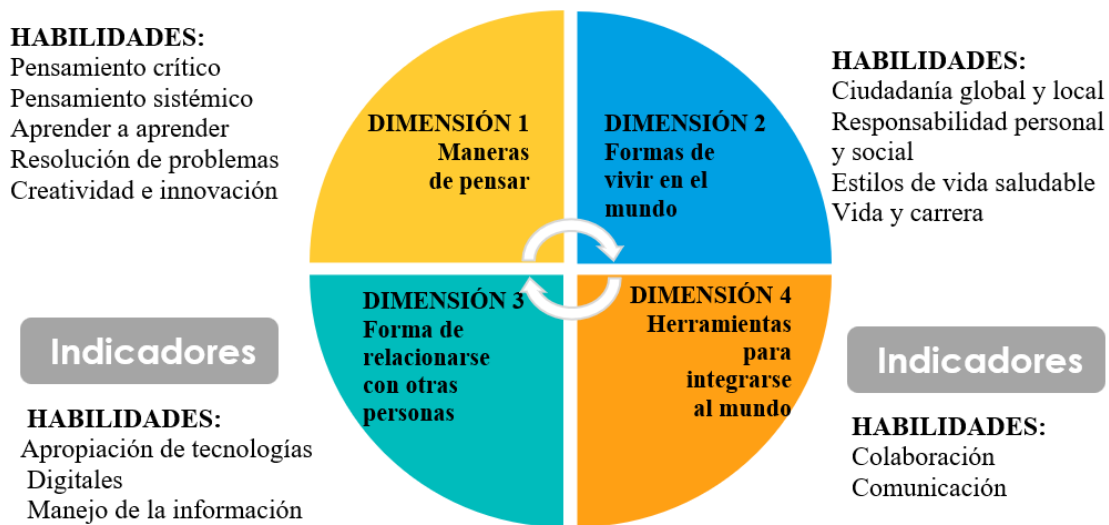 HABILIDADES:
Pensamiento crítico
Pensamiento sistémico
Aprender a aprender
Resolución de problemas
Creatividad e innovación
DIMENSIÓN 1
Maneras
de pensar
DIMENSIÓN 2
Formas de
vivir en el
mundo
HABILIDADES:
Ciudadanía global y local
Responsabilidad personal
y social
Estilos de vida saludable
Vida y carrera
Indicadores
HABILIDADES:
Apropiación de tecnologías
Digitales
Manejo de la información
DIMENSIÓN 3
Forma de
relacionarse
con otras
personas
DIMENSIÓN 4
Herramientas
para
integrarse
al mundo
Indicadores
HABILIDADES:
Colaboración
Comunicación